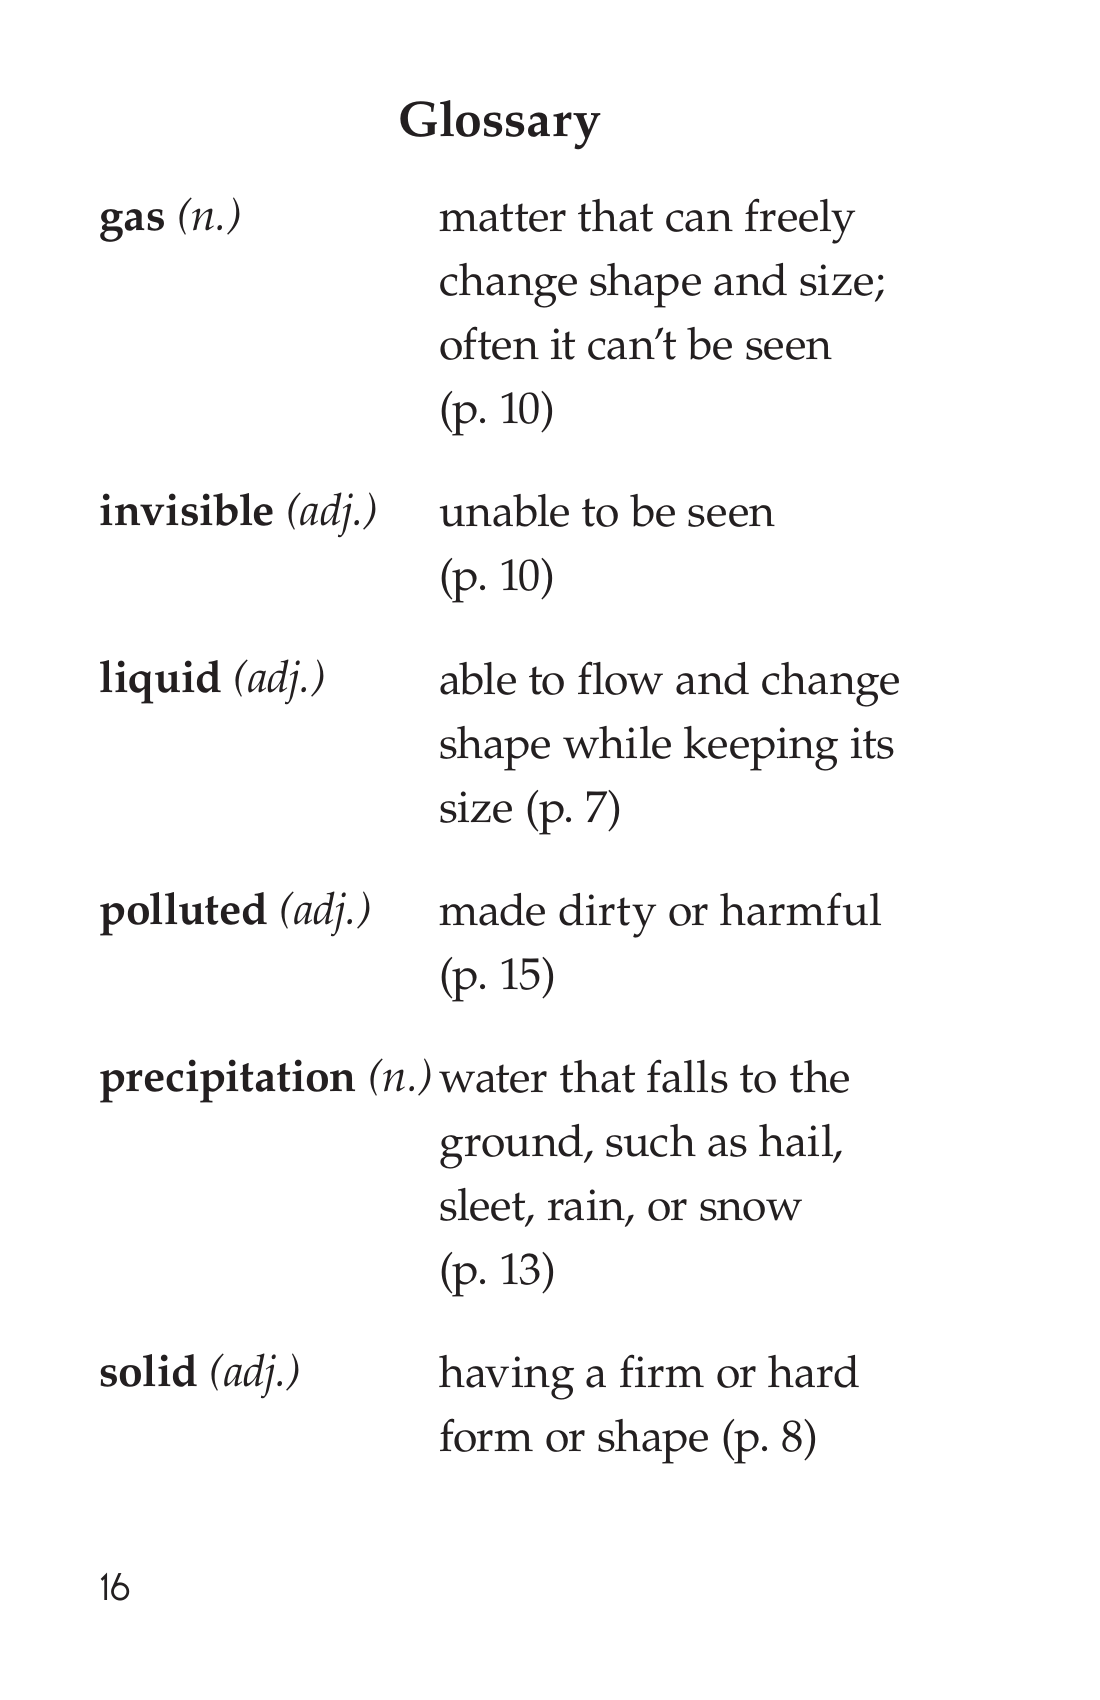 Glossary
gas (n.) matter that can freely
change shape and size;
often it can’t be seen
(p. 10)
invisible (adj.) unable to be seen
(p. 10)
liquid (adj.) able to flow and change
shape while keeping its
size (p. 7)
polluted (adj.) made dirty or harmful
(p. 15)
precipitation (n.) water that falls to the
ground, such as hail,
sleet, rain, or snow
(p. 13)
solid (adj.) having a firm or hard
form or shape (p. 8)
16